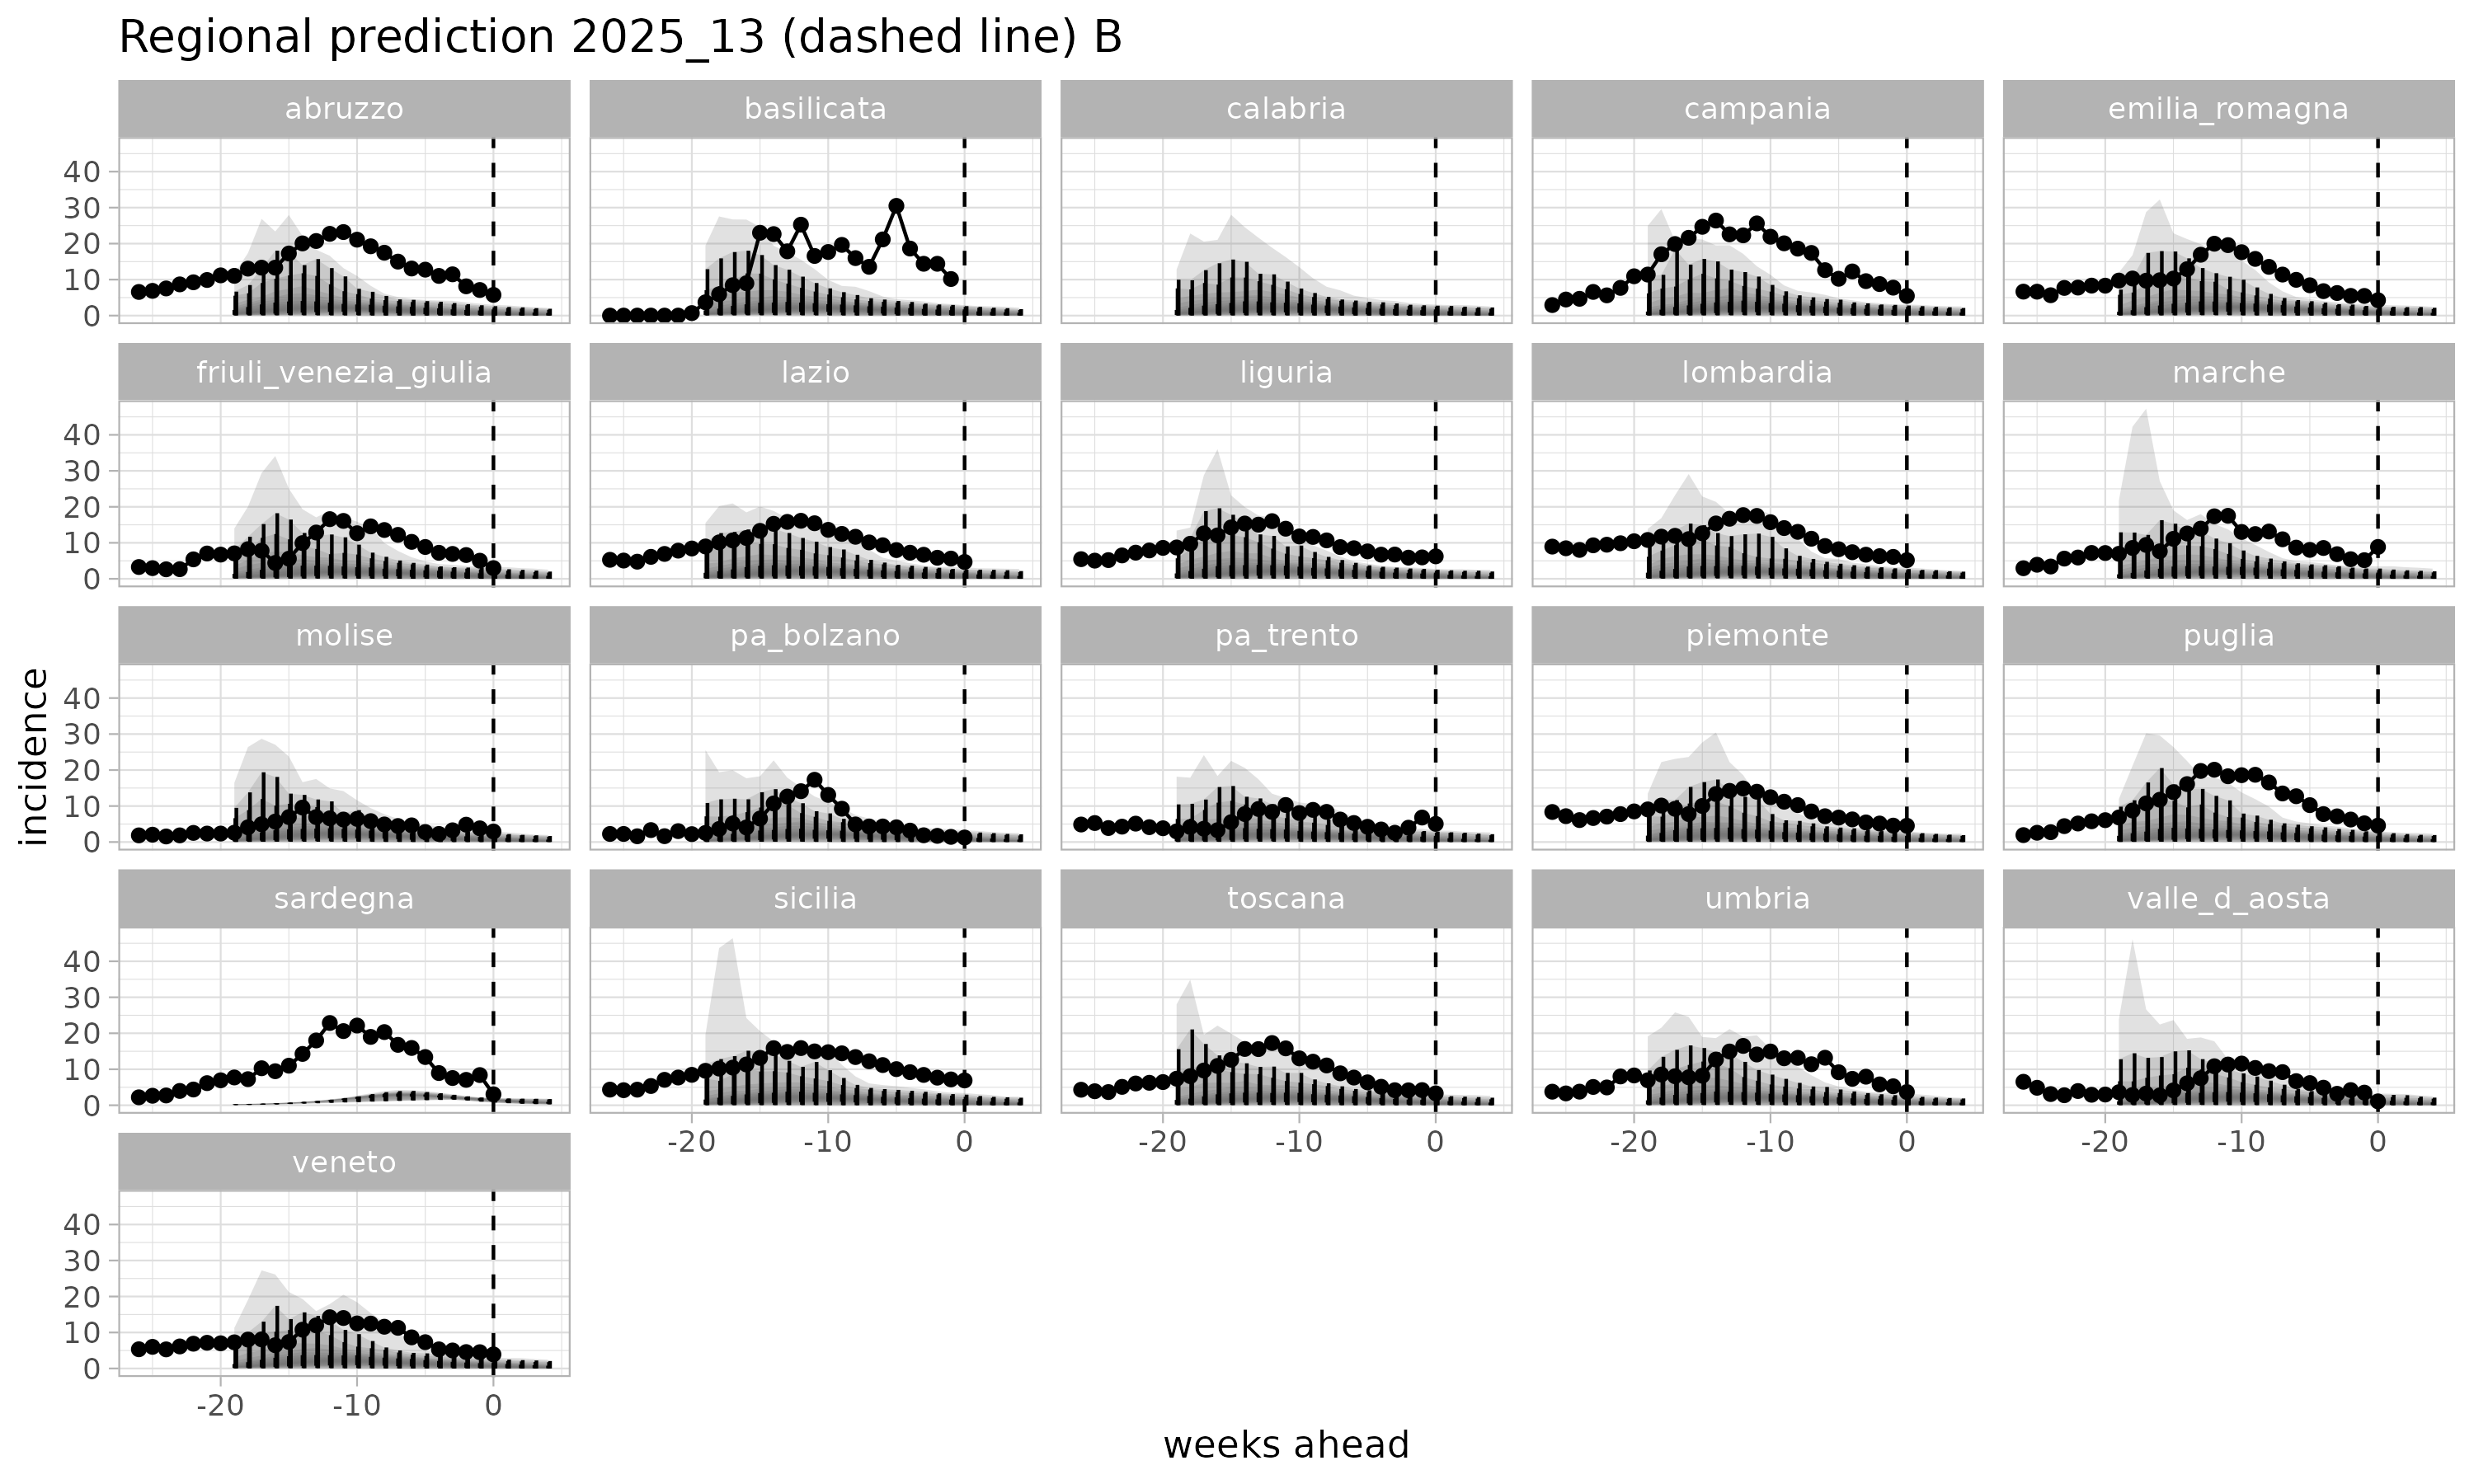 Regional prediction 2025_13 (dashed line) B
abruzzo basilicata calabria campania emilia_romagna
40
30
20
10
0
friuli_venezia_giulia lazio liguria lombardia marche
40
30
20
10
0
molise pa_bolzano pa_trento piemonte puglia
40
30
20
10
0
incidence
sardegna sicilia toscana umbria valle_d_aosta
40
30
20
10
0
-20 -10 0 -20 -10 0 -20 -10 0 -20 -10 0
veneto
40
30
20
10
0
-20 -10 0
weeks ahead